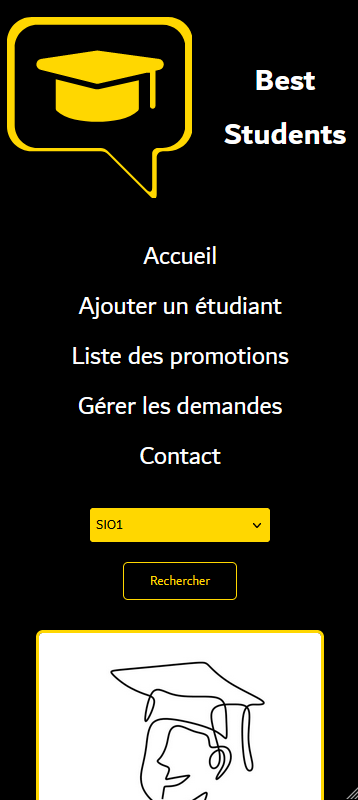 Best
Students
Accueil
Ajouter un étudiant
Liste des promotions
Gérer les demandes
Contact
SIO1
Rechercher